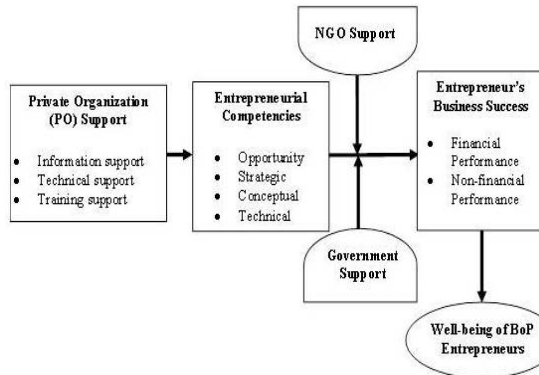 NGO Support
Private Organization
(PO) Support
• Information support
• Technical support
• Training support
Entrepreneurial
Competencies
• Opportunity
• Strategic
• Conceptual
• Technical
Entrepreneur's
Business Success
• Financial
Performance
• Non-financial
Performance
Government
Support
Well-being of BoP
Entrepreneurs